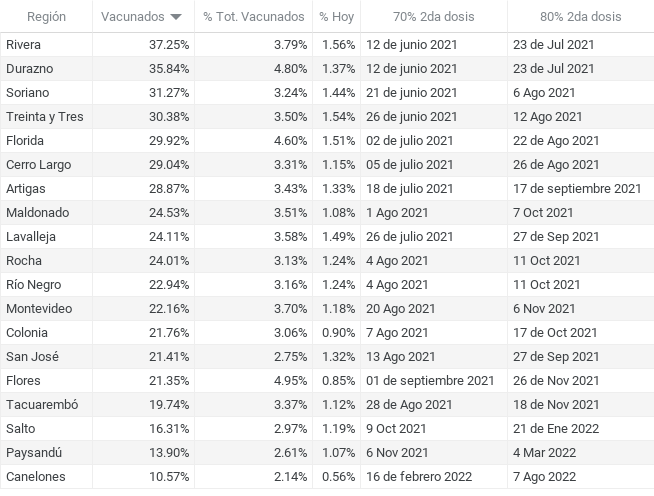 Región Vacunados % Tot. Vacunados % Hoy 70% 2da dosis 80% 2da dosis
Rivera 37.25% 3.79% 1.56% 12 de junio 2021 23 de Jul 2021
Durazno 35.84% 4.80% 1.37% 12 de junio 2021 23 de Jul 2021
Soriano 31.27% 3.24% 1.44% 21 de junio 2021 6 Ago 2021
Treinta y Tres 30.38% 3.50% 1.54% 26 de junio 2021 12 Ago 2021
Florida 29.92% 4.60% 1.51% 02 de julio 2021 22 de Ago 2021
Cerro Largo 29.04% 3.31% 1.15% 05 de julio 2021 26 de Ago 2021
Artigas 28.87% 3.43% 1.33% 18 de julio 2021 17 de septiembre 2021
Maldonado 24.53% 3.51% 1.08% 1 Ago 2021 7 Oct 2021
Lavalleja 24.11% 3.58% 1.49% 26 de julio 2021 27 de Sep 2021
Rocha 24.01% 3.13% 1.24% 4 Ago 2021 11 Oct 2021
Río Negro 22.94% 3.16% 1.24% 4 Ago 2021 11 Oct 2021
Montevideo 22.16% 3.70% 1.18% 20 Ago 2021 6 Nov 2021
Colonia 21.76% 3.06% 0.90% 7 Ago 2021 17 de Oct 2021
San José 21.41% 2.75% 1.32% 13 Ago 2021 27 de Sep 2021
Flores 21.35% 4.95% 0.85% 01 de septiembre 2021 26 de Nov 2021
Tacuarembó 19.74% 3.37% 1.12% 28 de Ago 2021 18 de Nov 2021
Salto 16.31% 2.97% 1.19% 9 Oct 2021 21 de Ene 2022
Paysandú 13.90% 2.61% 1.07% 6 Nov 2021 4 Mar 2022
Canelones 10.57% 2.14% 0.56% 16 de febrero 2022 7 Ago 2022